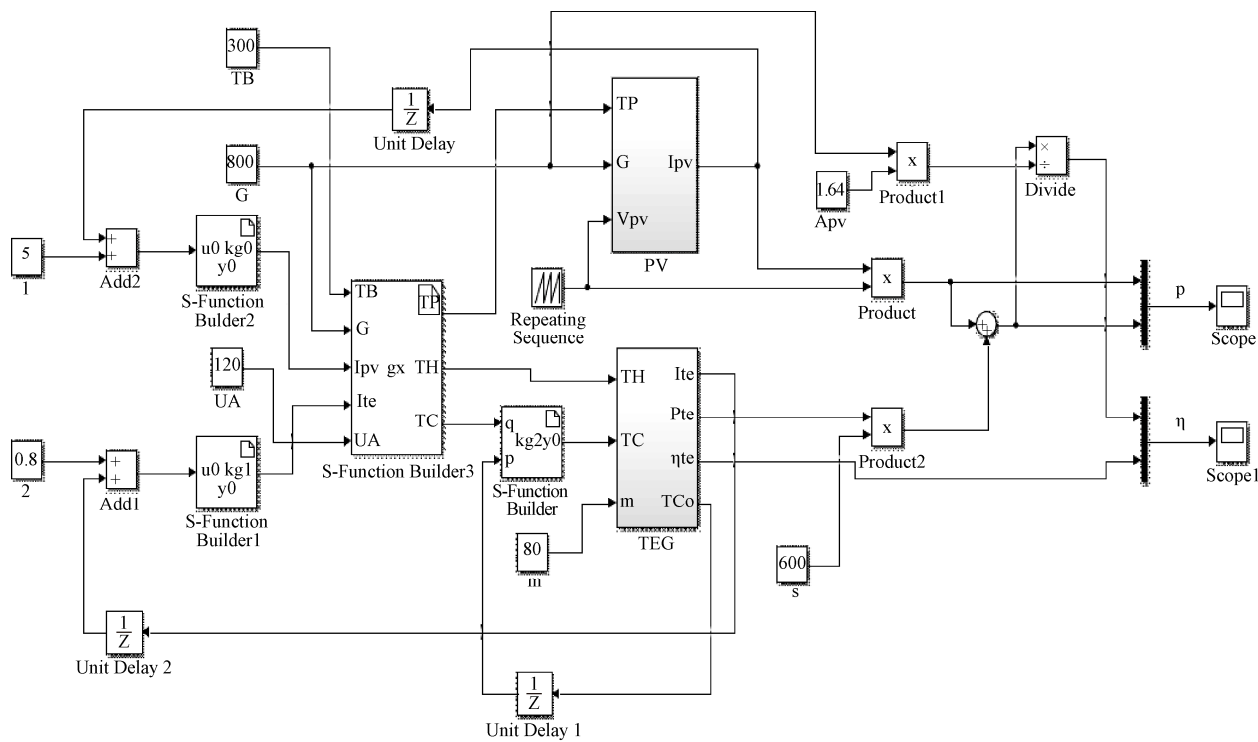 300
TB
1
Z
Unit Delay
800
G
TP
G
Vpv
Ipv
PV
1.64
Apv
x
Product1
×
÷
Divide
5
1
+
+
Add2
u0 kg0
y0
S-Function
Bulder2
TB
G
Ipv
Ite
UA
gx
TP
TH
TC
S-Function Builder3
120
UA
Repeating
Sequence
x
Product
+
+
p
Scope
0.8
2
+
+
Add1
u0 kg1
y0
S-Function
Builder1
q
p
kg2y0
S-Function
Builder
TH
TC
m
Ite
Pte
ηte
TCo
TEG
80
m
x
Product2
600
s
η
Scope1
1
Z
Unit Delay 2
1
Z
Unit Delay 1